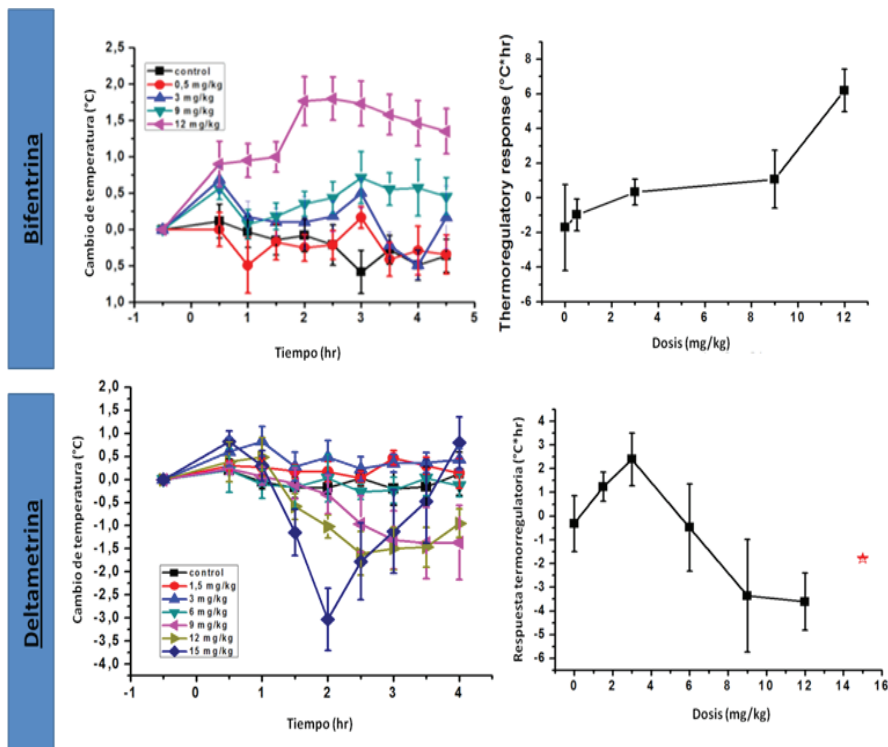 Bifentrina
Cambio de temperatura (°C)
2,5
2,0
1,5
1,0
0,5
0,0
0,5
1,0
control
0,5 mg/kg
3 mg/kg
9 mg/kg
12 mg/kg
-1 0 1 2 3 4 5
Tiempo (hr)
Thermoregulatory response (°C*hr)
8
6
4
2
0
-2
-4
-6
0 2 4 6 8 10 12
Dosis (mg/kg)
Deltametrina
Cambio de temperatura (°C)
2,0
1,5
1,0
0,5
0,0
-0,5
-1,0
-1,5
-2,0
-2,5
-3,0
-3,5
-4,0
control
1,5 mg/kg
3 mg/kg
6 mg/kg
9 mg/kg
12 mg/kg
15 mg/kg
-1 0 1 2 3 4
Tiempo (hr)
Respuesta termorregulatoria (°C*hr)
4
3
2
1
0
-1
-2
-3
-4
-5
-6
0 2 4 6 8 10 12 14 16
Dosis (mg/kg)